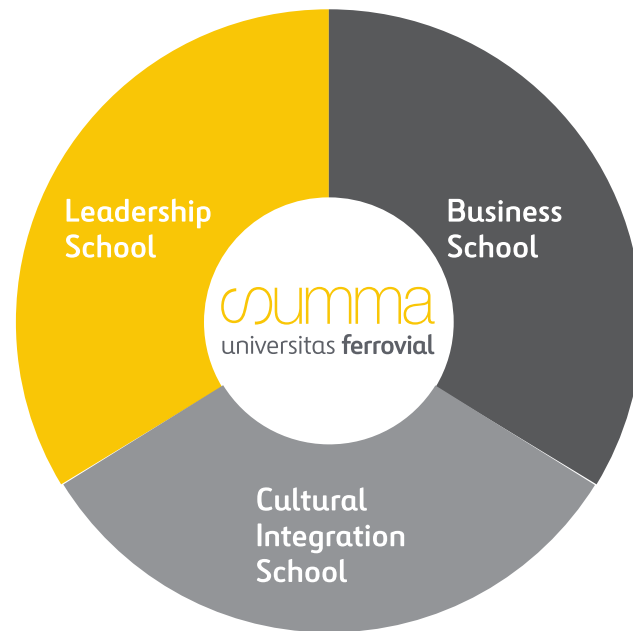 Leadership
School
Business
School
summa
universitas ferrovial
Cultural
Integration
School